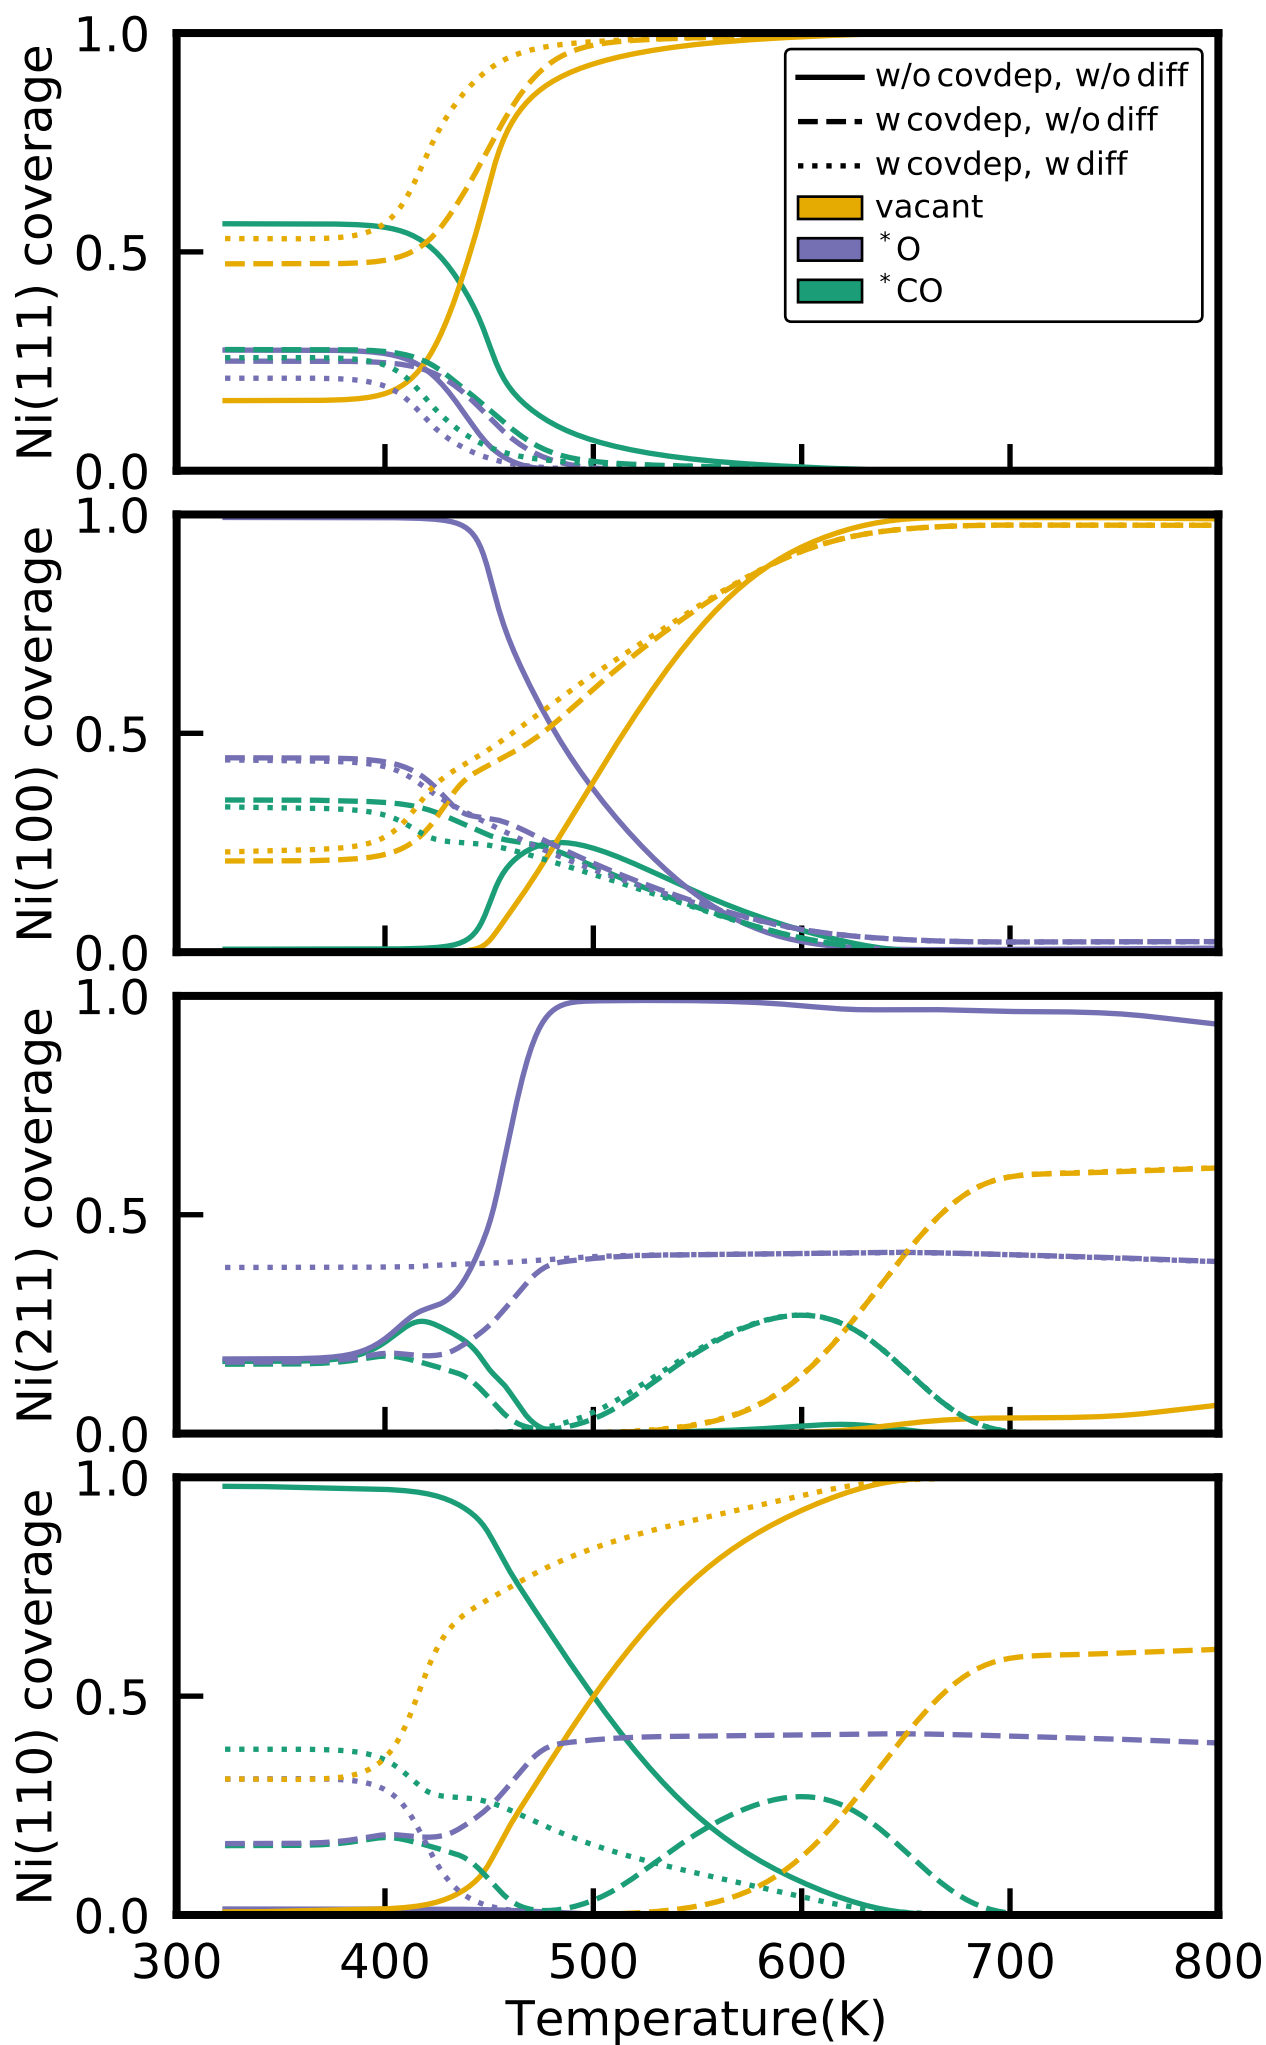 Ni(111) coverage
1.0
0.5
0.0
w/o covdep, w/o diff
w covdep, w/o diff
w covdep, w diff
vacant
*O
*CO
Ni(100) coverage
1.0
0.5
0.0
Ni(211) coverage
1.0
0.5
0.0
Ni(110) coverage
1.0
0.5
0.0
300 400 500 600 700 800
Temperature(K)